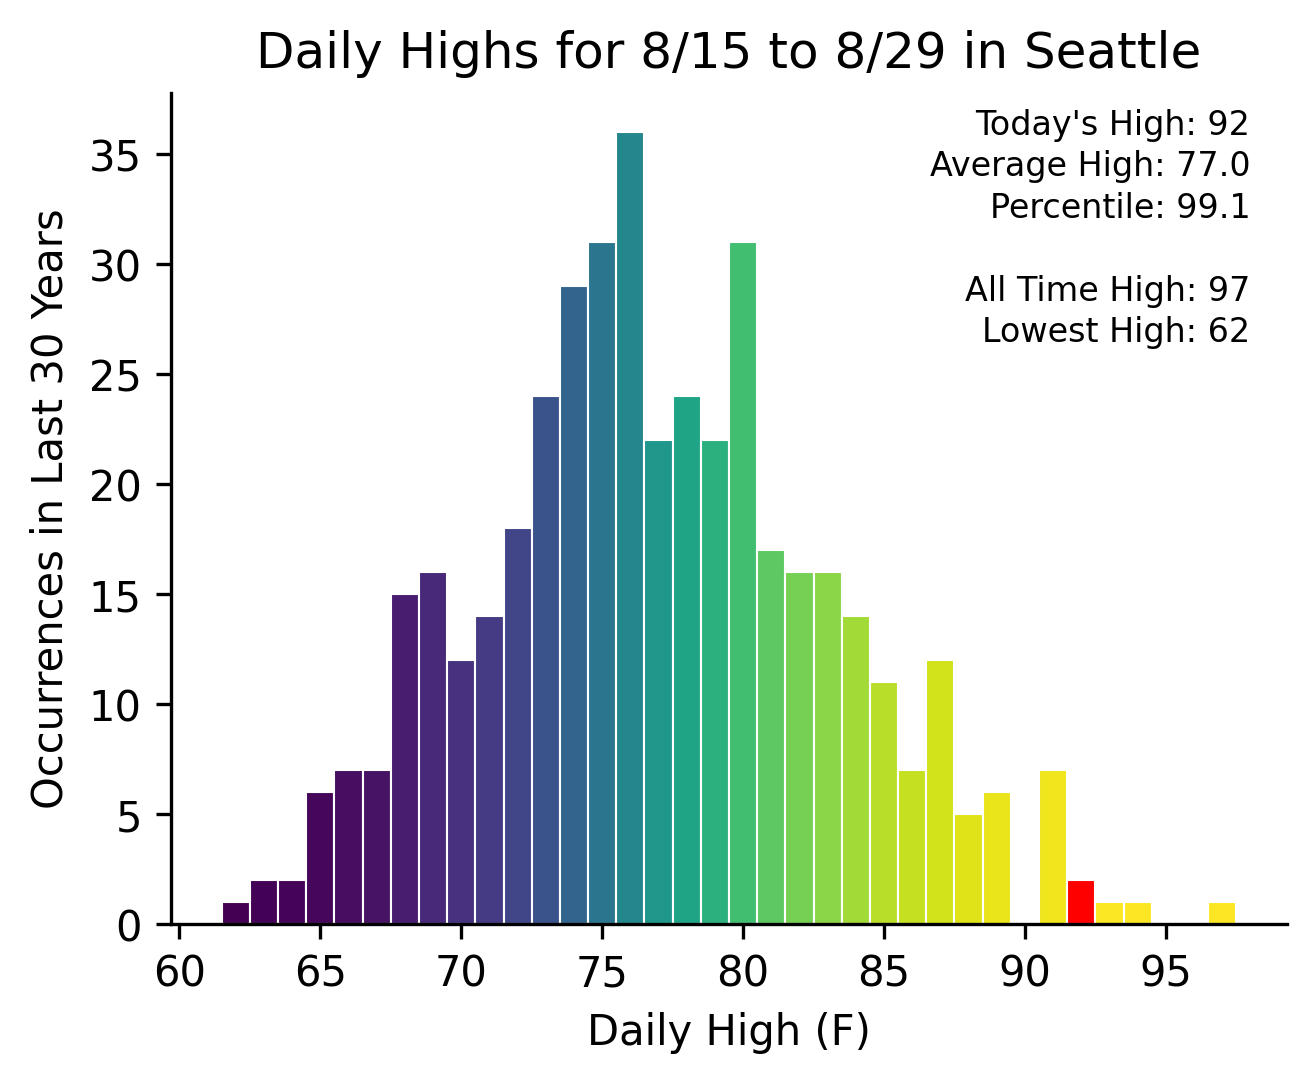 Daily Highs for 8/15 to 8/29 in Seattle
Today's High: 92
Average High: 77.0
Percentile: 99.1
All Time High: 97
Lowest High: 62
Occurrences in Last 30 Years
35
30
25
20
15
10
5
0
60 65 70 75 80 85 90 95
Daily High (F)